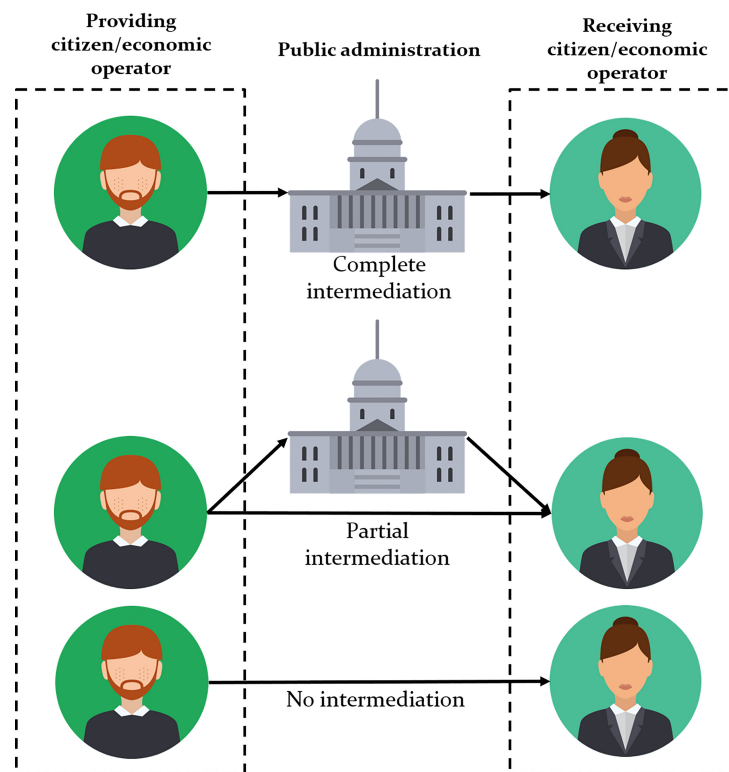 Providing
citizen/economic
operator
Public administration
Receiving
citizen/economic
operator
Complete
intermediation
Partial
intermediation
No intermediation